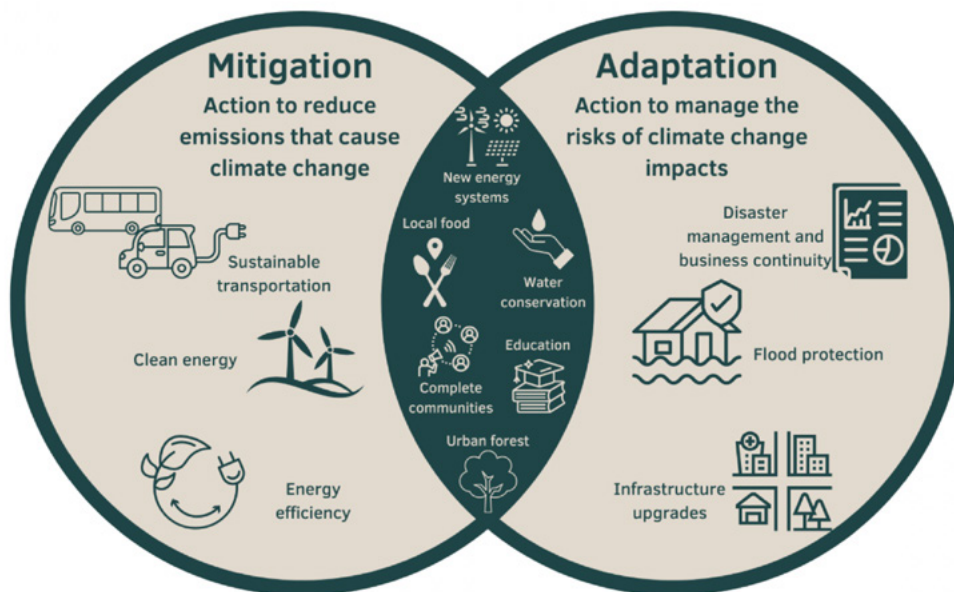 Mitigation
Action to reduce
emissions that cause
climate change
Sustainable
transportation
Clean energy
Energy
efficiency
New energy
systems
Local food
Water
conservation
Education
Complete
communities
Urban forest
Adaptation
Action to manage the
risks of climate change
impacts
Disaster
management and
business continuity
Flood protection
Infrastructure
upgrades